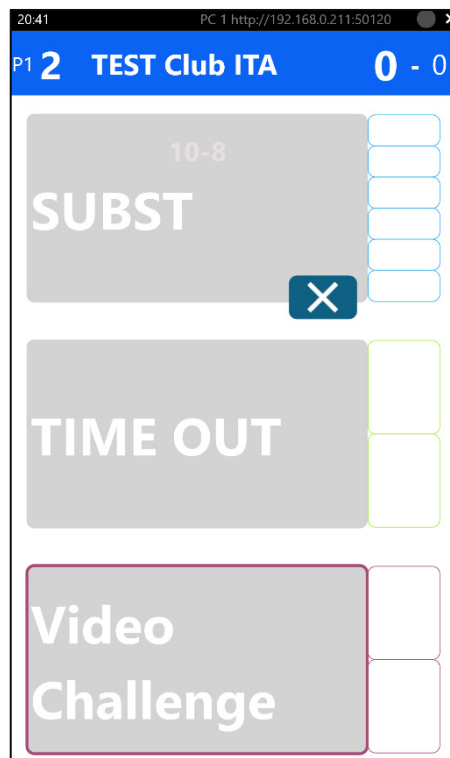 20:41 PC 1 http://192.168.0.211:50120
P1 2 TEST Club ITA 0 - 0
10-8
SUBST
TIME OUT
Video
Challenge